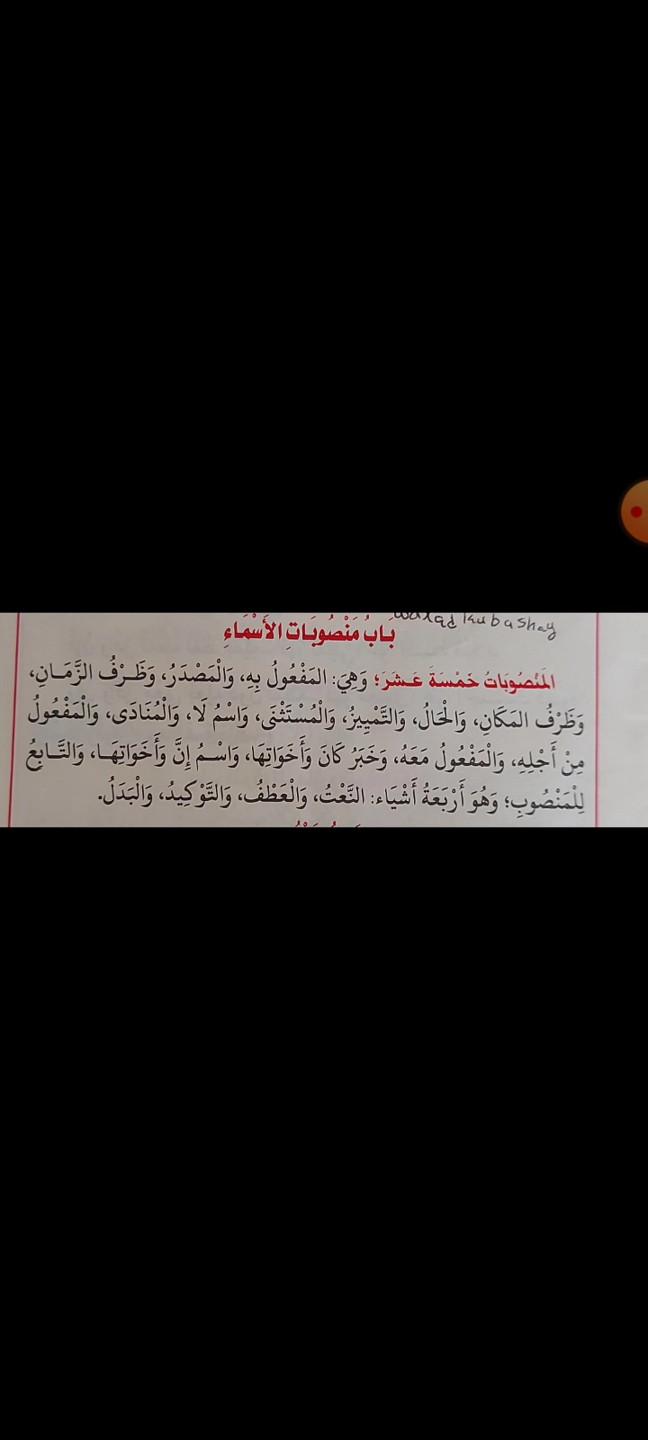 بَابُ مَنْصُوبَاتِ الأَسْمَاءِ
المَنْصُوبَاتُ خَمْسَةَ عَشَرَ؛ وَهِيَ: المَفْعُولُ بِهِ، وَالْمَصْدَرُ، وَظَرْفُ الزَّمَانِ،
وَظَرْفُ المَكَانِ، وَالْحَالُ، وَالتَّمْيِيزُ، وَالْمُسْتَثْنَى، وَاسْمُ لَا، وَالْمُنَادَى، وَالْمَفْعُولُ
مِنْ أَجْلِهِ، وَالْمَفْعُولُ مَعَهُ، وَخَبَرُ كَانَ وَأَخَوَاتِهَا، وَاسْمُ إِنَّ وَأَخَوَاتِهَا، وَالتَّابِعُ
لِلْمَنْصُوبِ؛ وَهُوَ أَرْبَعَةُ أَشْيَاء: النَّعْتُ، وَالْعَطْفُ، وَالتَّوْكِيدُ، وَالْبَدَلُ.